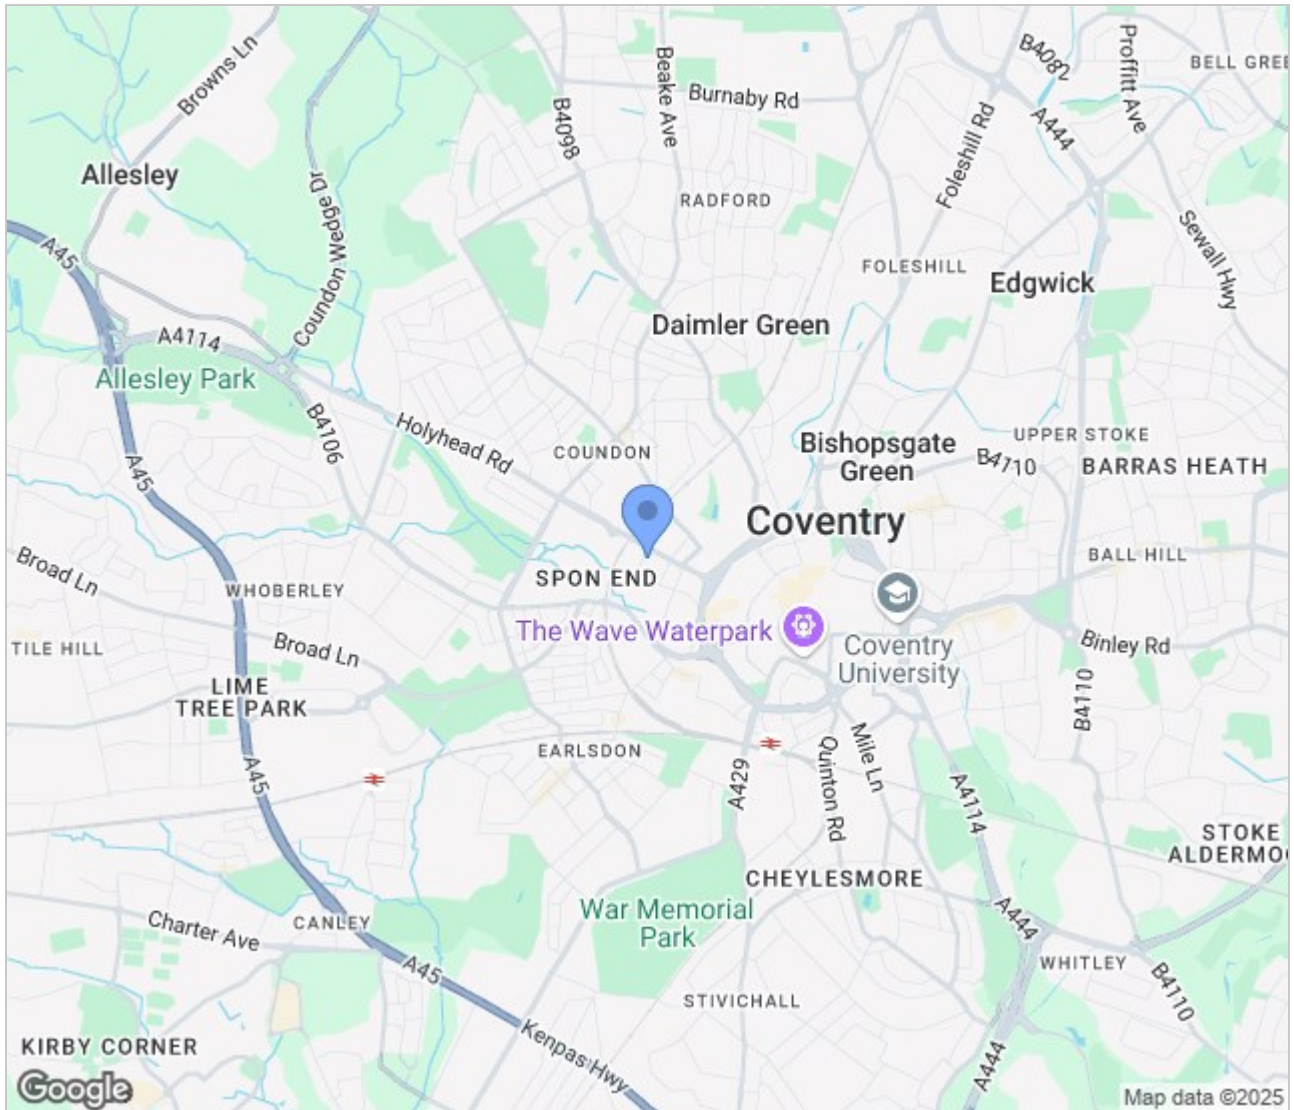 B4082
Proffitt Ave
BELL GREE
Browns Ln
Beake Ave
Burnaby Rd
B4098
A444
Foleshill Rd
Allesley
Coundon Wedge Dr
RADFORD
Sewall Hwy
A45
FOLESHILL
Edgwick
A4114
Daimler Green
Allesley Park
B4106
Holyhead Rd
COUNDON
Bishopsgate
Green
UPPER STOKE
B4110
BARRAS HEATH
A45
Coventry
Broad Ln
SPON END
BALL HILL
WHOBERLEY
The Wave Waterpark
Coventry
University
TILE HILL
Broad Ln
Binley Rd
LIME
TREE PARK
B4110
EARLSDON
A45
A429
Quinton Rd
Mile Ln
A4114
STOKE
ALDERMOO
CHEYLESMORE
War Memorial
Park
Charter Ave
CANLEY
A444
A45
WHITLEY
B4110
STIVICHALL
KIRBY CORNER
Kenpas Hwy
A444
Google
Map data ©2025